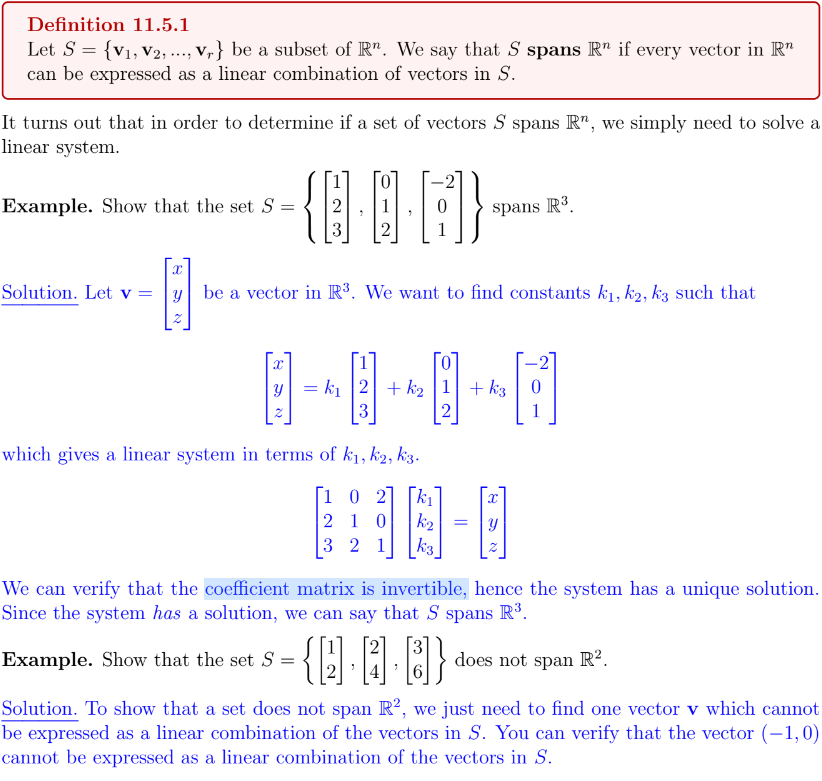 Definition 11.5.1
Let $S = \{\mathbf{v}_1, \mathbf{v}_2, ..., \mathbf{v}_r\}$ be a subset of $\mathbb{R}^n$. We say that $S$ **spans** $\mathbb{R}^n$ if every vector in $\mathbb{R}^n$
can be expressed as a linear combination of vectors in $S$.
It turns out that in order to determine if a set of vectors $S$ spans $\mathbb{R}^n$, we simply need to solve a
linear system.
**Example.** Show that the set $S = \left\{ \begin{bmatrix} 1 \\ 2 \\ 3 \end{bmatrix}, \begin{bmatrix} 0 \\ 1 \\ 2 \end{bmatrix}, \begin{bmatrix} -2 \\ 0 \\ 1 \end{bmatrix} \right\}$ spans $\mathbb{R}^3$.
Solution. Let $\mathbf{v} = \begin{bmatrix} x \\ y \\ z \end{bmatrix}$ be a vector in $\mathbb{R}^3$. We want to find constants $k_1, k_2, k_3$ such that
$\begin{bmatrix} x \\ y \\ z \end{bmatrix} = k_1 \begin{bmatrix} 1 \\ 2 \\ 3 \end{bmatrix} + k_2 \begin{bmatrix} 0 \\ 1 \\ 2 \end{bmatrix} + k_3 \begin{bmatrix} -2 \\ 0 \\ 1 \end{bmatrix}$
which gives a linear system in terms of $k_1, k_2, k_3$.
$\begin{bmatrix} 1 & 0 & 2 \\ 2 & 1 & 0 \\ 3 & 2 & 1 \end{bmatrix} \begin{bmatrix} k_1 \\ k_2 \\ k_3 \end{bmatrix} = \begin{bmatrix} x \\ y \\ z \end{bmatrix}$
We can verify that the coefficient matrix is invertible, hence the system has a unique solution.
Since the system *has* a solution, we can say that $S$ spans $\mathbb{R}^3$.
**Example.** Show that the set $S = \left\{ \begin{bmatrix} 1 \\ 2 \end{bmatrix}, \begin{bmatrix} 2 \\ 4 \end{bmatrix}, \begin{bmatrix} 3 \\ 6 \end{bmatrix} \right\}$ does not span $\mathbb{R}^2$.
Solution. To show that a set does not span $\mathbb{R}^2$, we just need to find one vector $\mathbf{v}$ which cannot
be expressed as a linear combination of the vectors in $S$. You can verify that the vector $(-1, 0)$
cannot be expressed as a linear combination of the vectors in $S$.